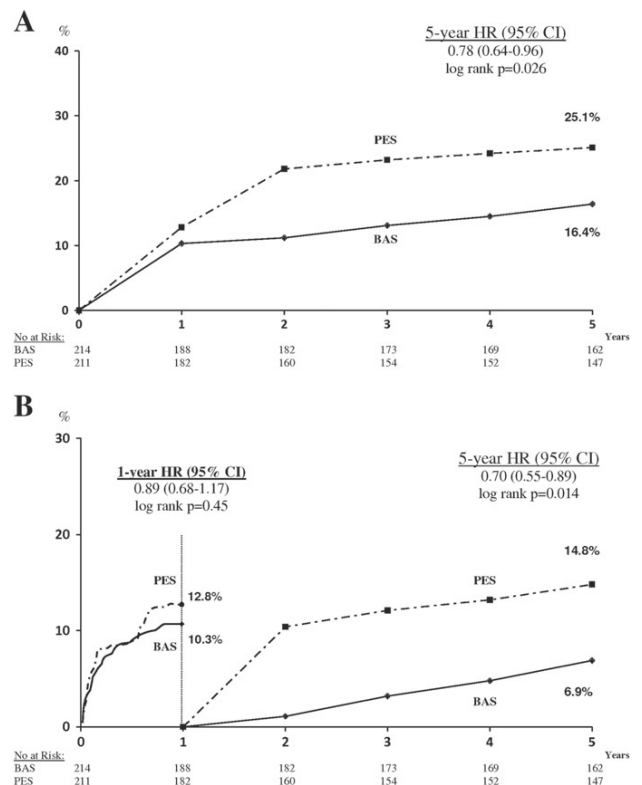 A
%
5-year HR (95% CI)
0.78 (0.64-0.96)
log rank p=0.026
40
30
20
10
0
25.1%
PES
BAS
16.4%
0 1 2 3 4 5
Years
No at Risk:
BAS 214 188 182 173 169 162
PES 211 182 160 154 152 147
B
%
30
20
10
0
1-year HR (95% CI)
0.89 (0.68-1.17)
log rank p=0.45
5-year HR (95% CI)
0.70 (0.55-0.89)
log rank p=0.014
14.8%
PES
12.8%
PES
BAS
10.3%
6.9%
BAS
0 1 2 3 4 5
Years
No at Risk:
BAS 214 188 182 173 169 162
PES 211 182 160 154 152 147